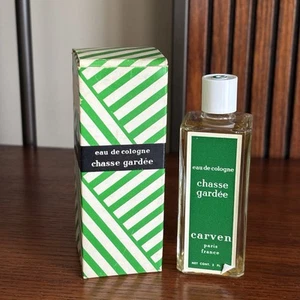 eau de cologne
chasse gardée
eau de cologne
chasse
gardée
carven
paris
france